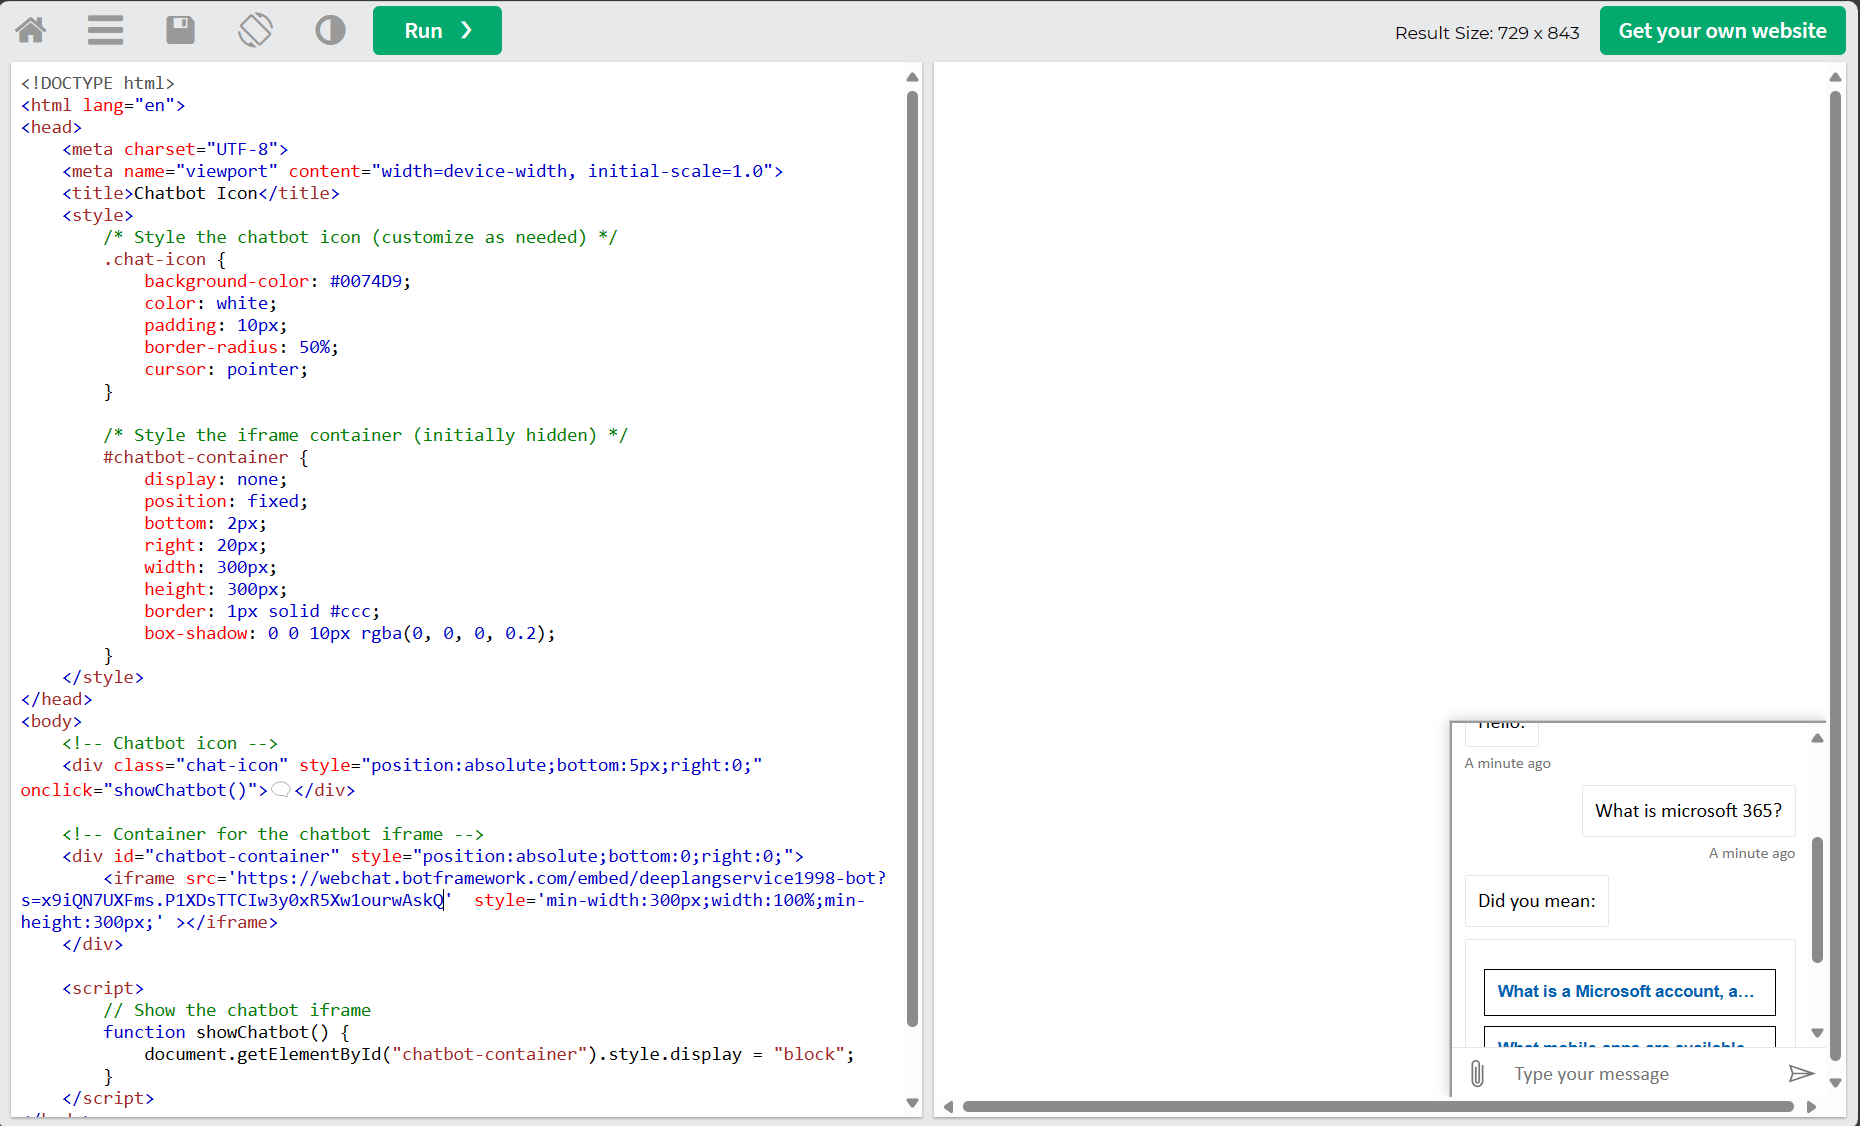 Run ❯
Result Size: 729 x 843
Get your own website
<!DOCTYPE html>
<html lang="en">
<head>
    <meta charset="UTF-8">
    <meta name="viewport" content="width=device-width, initial-scale=1.0">
    <title>Chatbot Icon</title>
    <style>
        /* Style the chatbot icon (customize as needed) */
        .chat-icon {
            background-color: #0074D9;
            color: white;
            padding: 10px;
            border-radius: 50%;
            cursor: pointer;
        }

        /* Style the iframe container (initially hidden) */
        #chatbot-container {
            display: none;
            position: fixed;
            bottom: 2px;
            right: 20px;
            width: 300px;
            height: 300px;
            border: 1px solid #ccc;
            box-shadow: 0 0 10px rgba(0, 0, 0, 0.2);
        }
    </style>
</head>
<body>
    <!-- Chatbot icon -->
    <div class="chat-icon" style="position:absolute;bottom:5px;right:0;"
onclick="showChatbot()">🗨</div>

    <!-- Container for the chatbot iframe -->
    <div id="chatbot-container" style="position:absolute;bottom:0;right:0;">
        <iframe src='https://webchat.botframework.com/embed/deeplangservice1998-bot?
s=x9iQN7UXFms.P1XDsTTCIw3y0xR5Xw1ourwAskQ'  style='min-width:300px;width:100%;min-
height:300px;' ></iframe>
    </div>

    <script>
        // Show the chatbot iframe
        function showChatbot() {
            document.getElementById("chatbot-container").style.display = "block";
        }
    </script>
Hello.
A minute ago
What is microsoft 365?
A minute ago
Did you mean:
What is a Microsoft account, a...
What mobile apps are available
Type your message